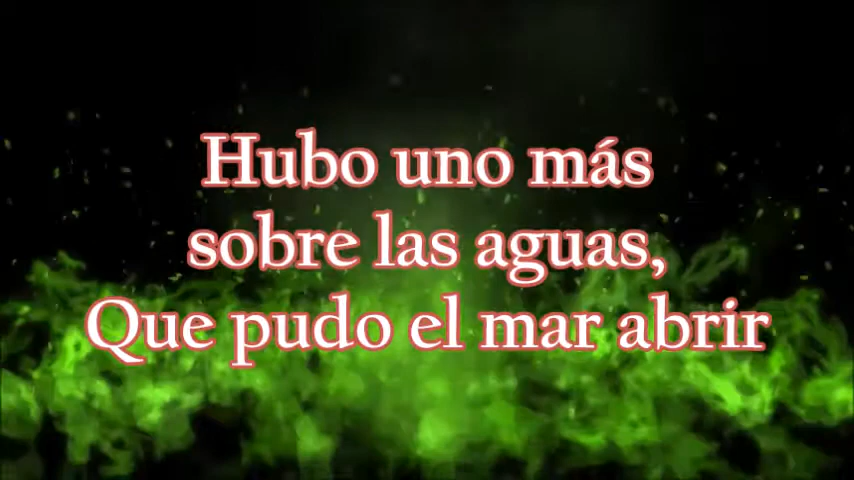 Hubo uno más
sobre las aguas,
Que pudo el mar abrir